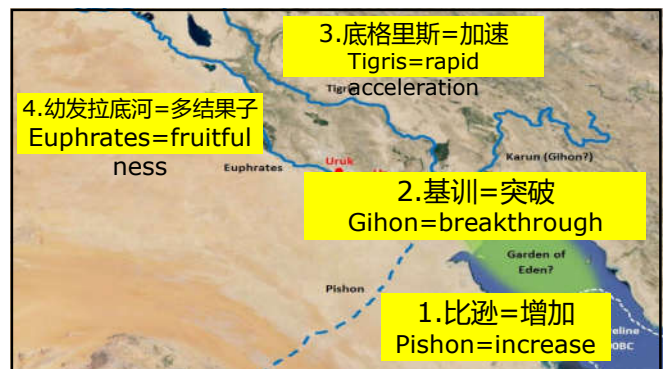 3.底格里斯=加速
Tigris=rapid
acceleration
4.幼发拉底河=多结果子
Euphrates=fruitful
ness
Euphrates
Uruk
Karun (Gihon?)
2.基训=突破
Gihon=breakthrough
Garden of
Eden?
Pishon
1.比逊=增加
Pishon=increase